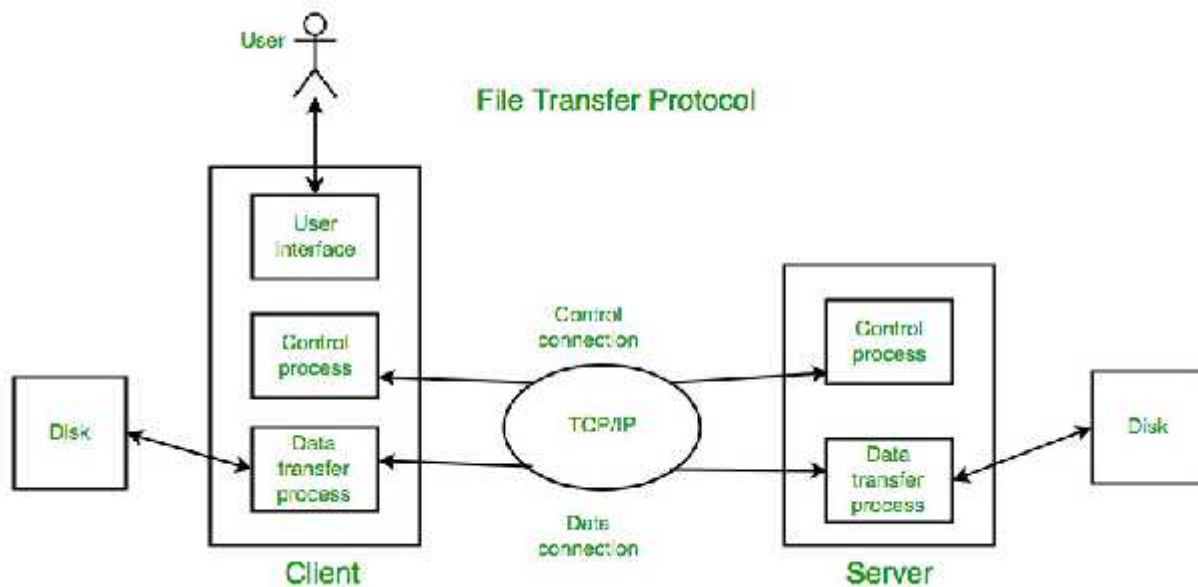 User
File Transfer Protocol
User
interface
Control
process
Data
transfer
process
Disk
Client
Control
connection
TCP/IP
Data
connection
Control
process
Data
transfer
process
Disk
Server